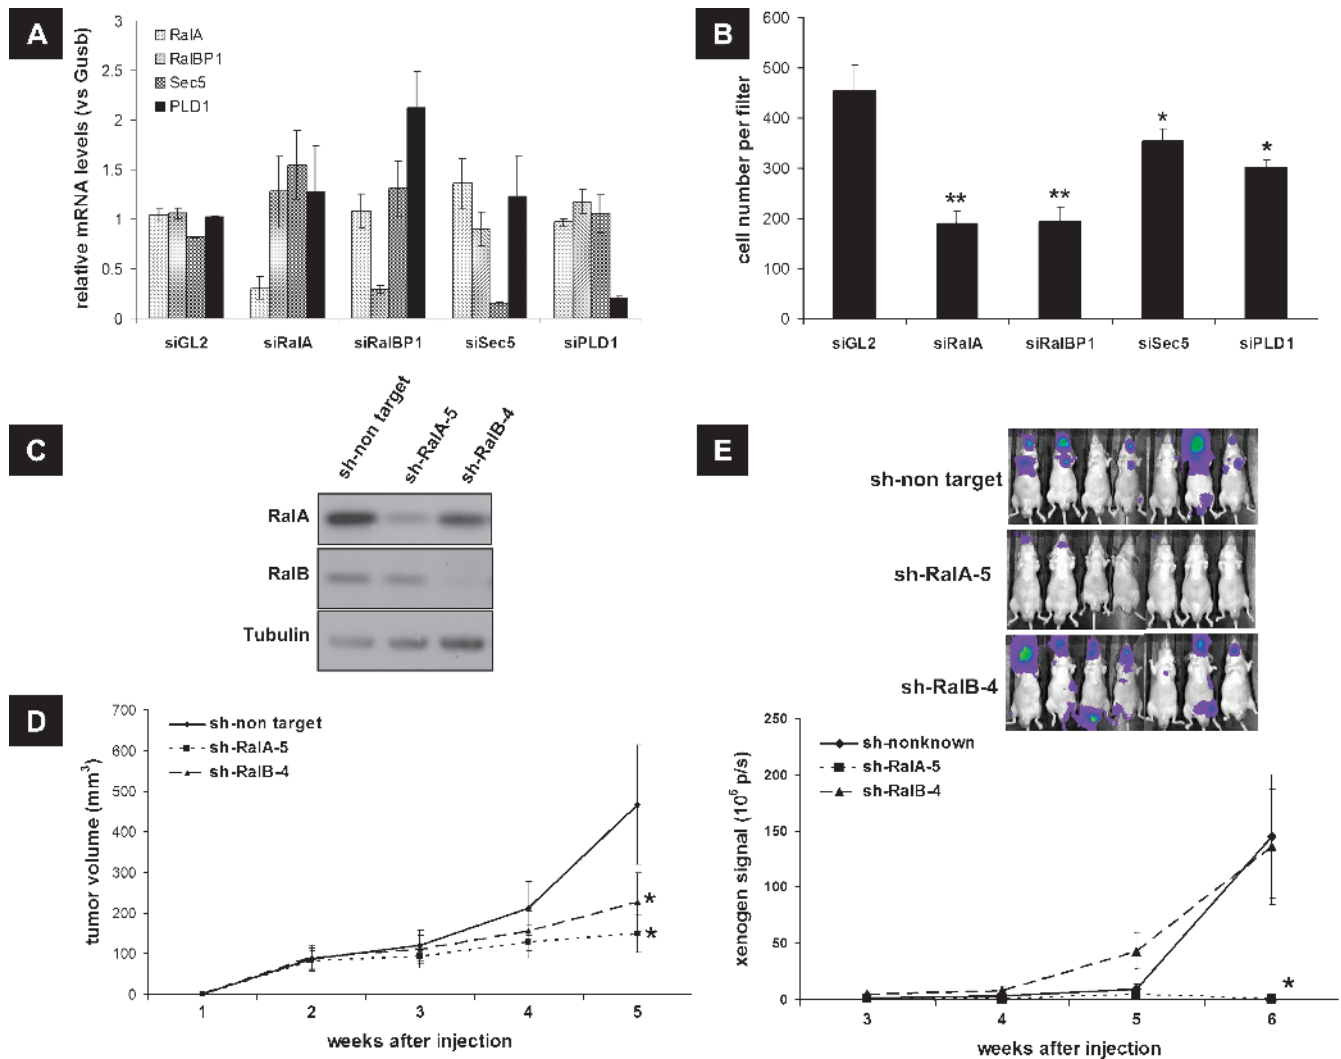 A
relative mRNA levels (vs Gusb)
3
2.5
2
1.5
1
0.5
0
RalA
RalBP1
Sec5
PLD1
siGL2 siRalA siRalBP1 siSec5 siPLD1
B
cell number per filter
600
500
400
300
200
100
0
** ** * *
siGL2 siRalA siRalBP1 siSec5 siPLD1
C
sh-non target
sh-RalA-5
sh-RalB-4
RalA
RalB
Tubulin
D
tumor volume (mm³)
700
600
500
400
300
200
100
0
sh-non target
sh-RalA-5
sh-RalB-4
*
*
1 2 3 4 5
weeks after injection
E
sh-non target
sh-RalA-5
sh-RalB-4
xenogen signal (10⁶ p/s)
250
200
150
100
50
0
sh-nonknown
sh-RalA-5
sh-RalB-4
*
3 4 5 6
weeks after injection